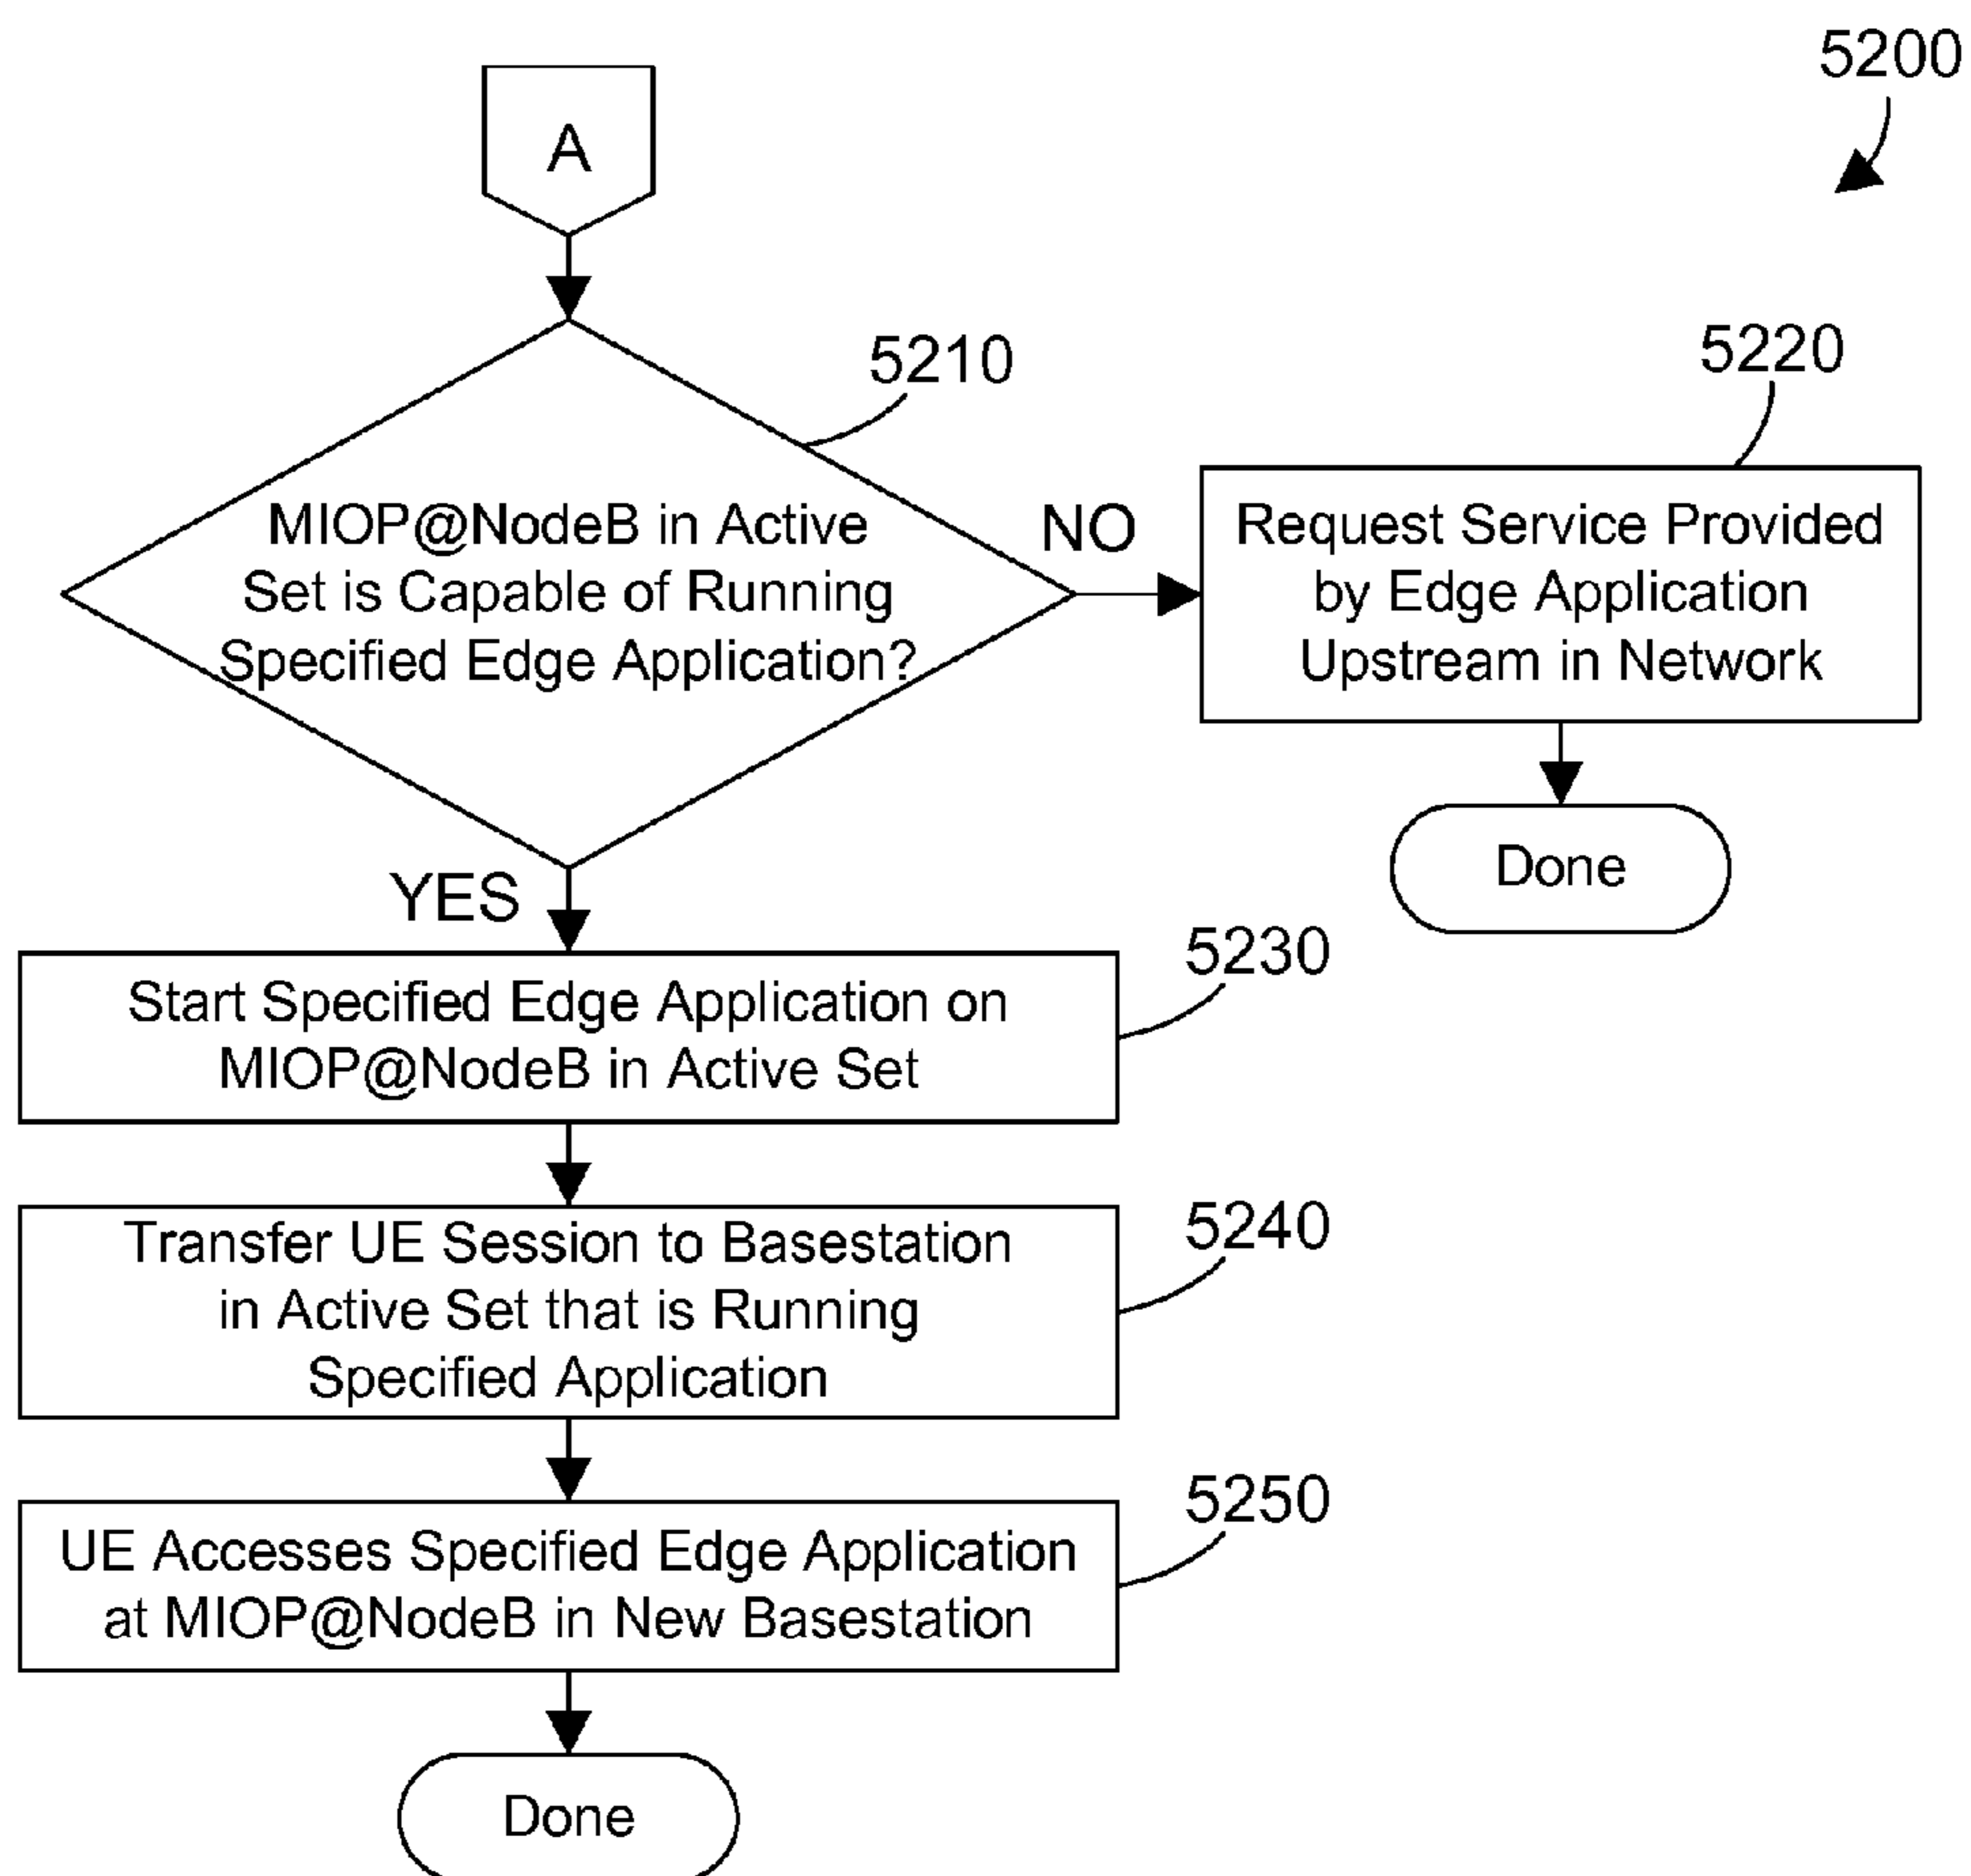 5200
A
5210
MIOP@NodeB in Active
Set is Capable of Running
Specified Edge Application?
NO
5220
Request Service Provided
by Edge Application
Upstream in Network
Done
YES
5230
Start Specified Edge Application on
MIOP@NodeB in Active Set
5240
Transfer UE Session to Basestation
in Active Set that is Running
Specified Application
5250
UE Accesses Specified Edge Application
at MIOP@NodeB in New Basestation
Done